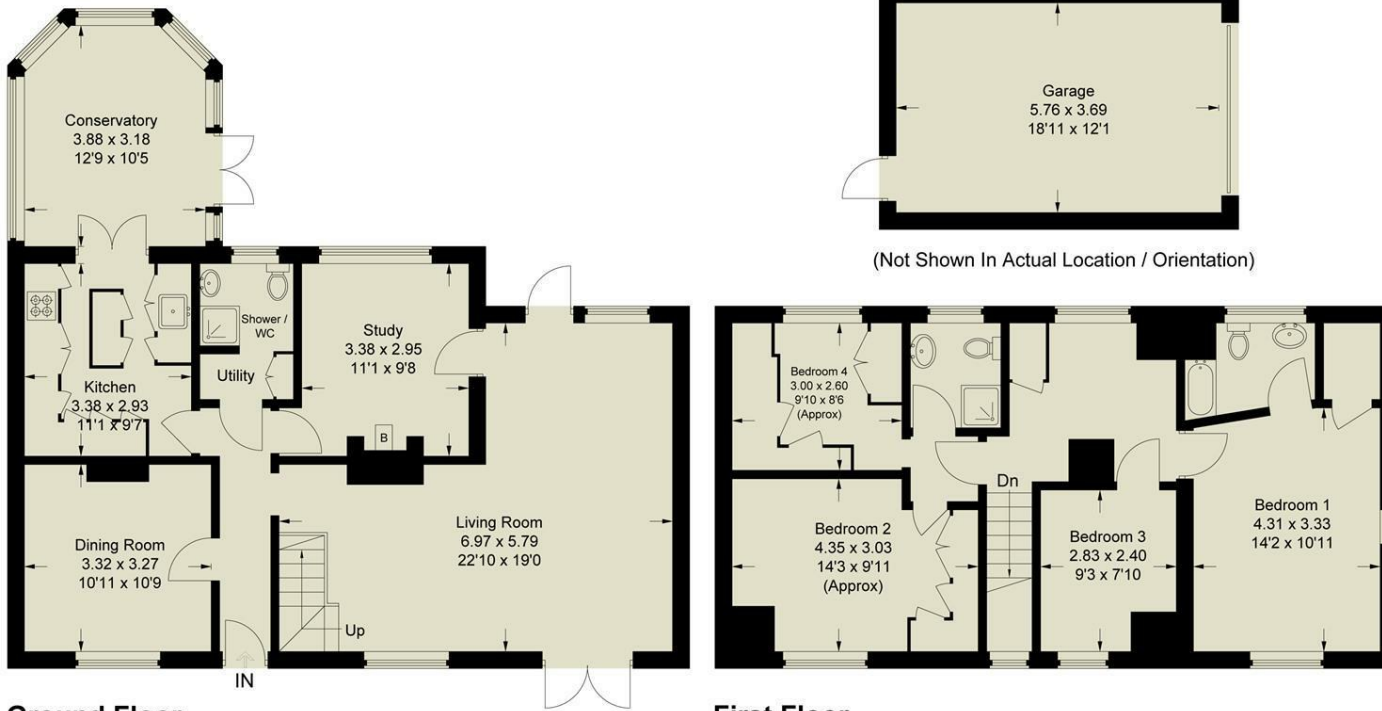 Conservatory
3.88 x 3.18
12'9 x 10'5
Garage
5.76 x 3.69
18'11 x 12'1
(Not Shown In Actual Location / Orientation)
Shower /
WC
Utility
Study
3.38 x 2.95
11'1 x 9'8
Kitchen
3.38 x 2.93
11'1 x 9'7
B
Dining Room
3.32 x 3.27
10'11 x 10'9
Living Room
6.97 x 5.79
22'10 x 19'0
Up
IN
Bedroom 4
3.00 x 2.60
9'10 x 8'6
(Approx)
Dn
Bedroom 2
4.35 x 3.03
14'3 x 9'11
(Approx)
Bedroom 3
2.83 x 2.40
9'3 x 7'10
Bedroom 1
4.31 x 3.33
14'2 x 10'11
Ground Floor
First Floor